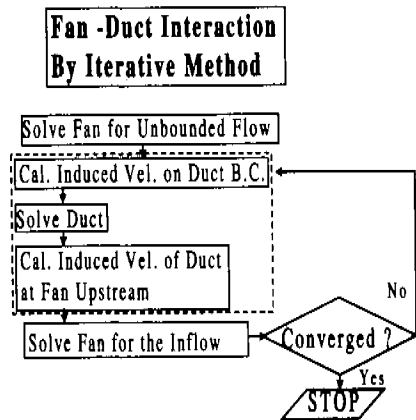 Fan -Duct Interaction
By Iterative Method
Solve Fan for Unbounded Flow
Cal. Induced Vel. on Duct B.C.
Solve Duct
Cal. Induced Vel. of Duct
at Fan Upstream
No
Solve Fan for the Inflow
Converged ?
Yes
STOP